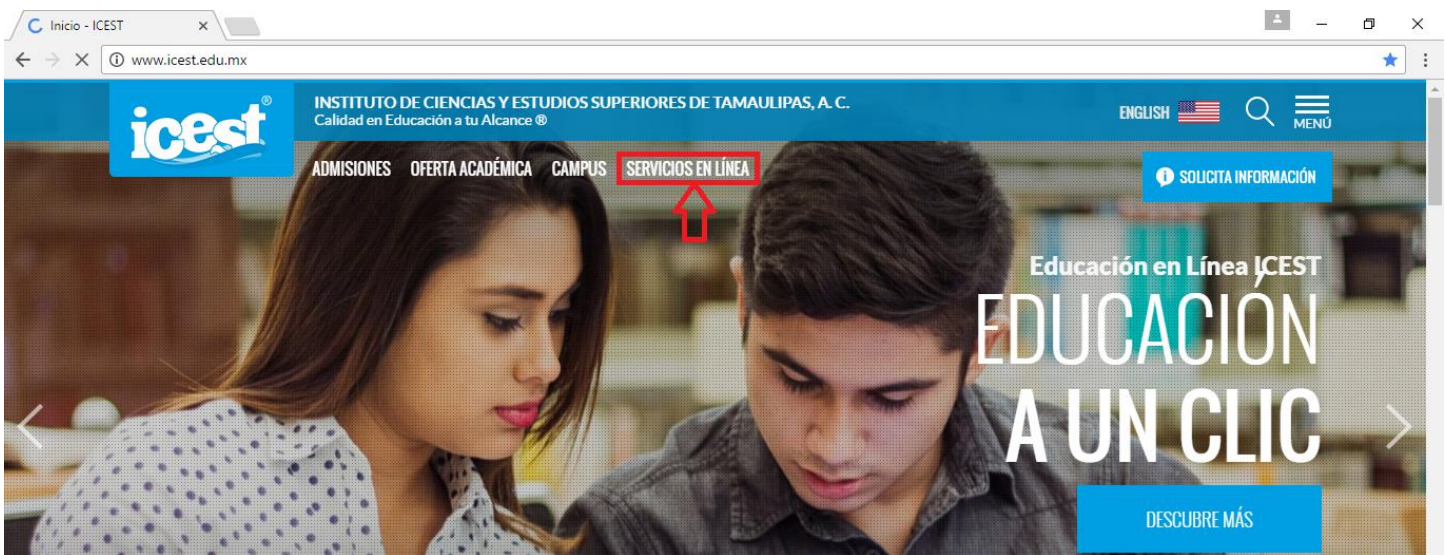 Inicio - ICEST
www.icest.edu.mx
icest®
INSTITUTO DE CIENCIAS Y ESTUDIOS SUPERIORES DE TAMAULIPAS, A. C.
Calidad en Educación a tu Alcance ®
ENGLISH
MENÚ
ADMISIONES OFERTA ACADÉMICA CAMPUS SERVICIOS EN LÍNEA
SOLICITA INFORMACIÓN
Educación en Línea ICEST
EDUCACIÓN
A UN CLIC
DESCUBRE MÁS